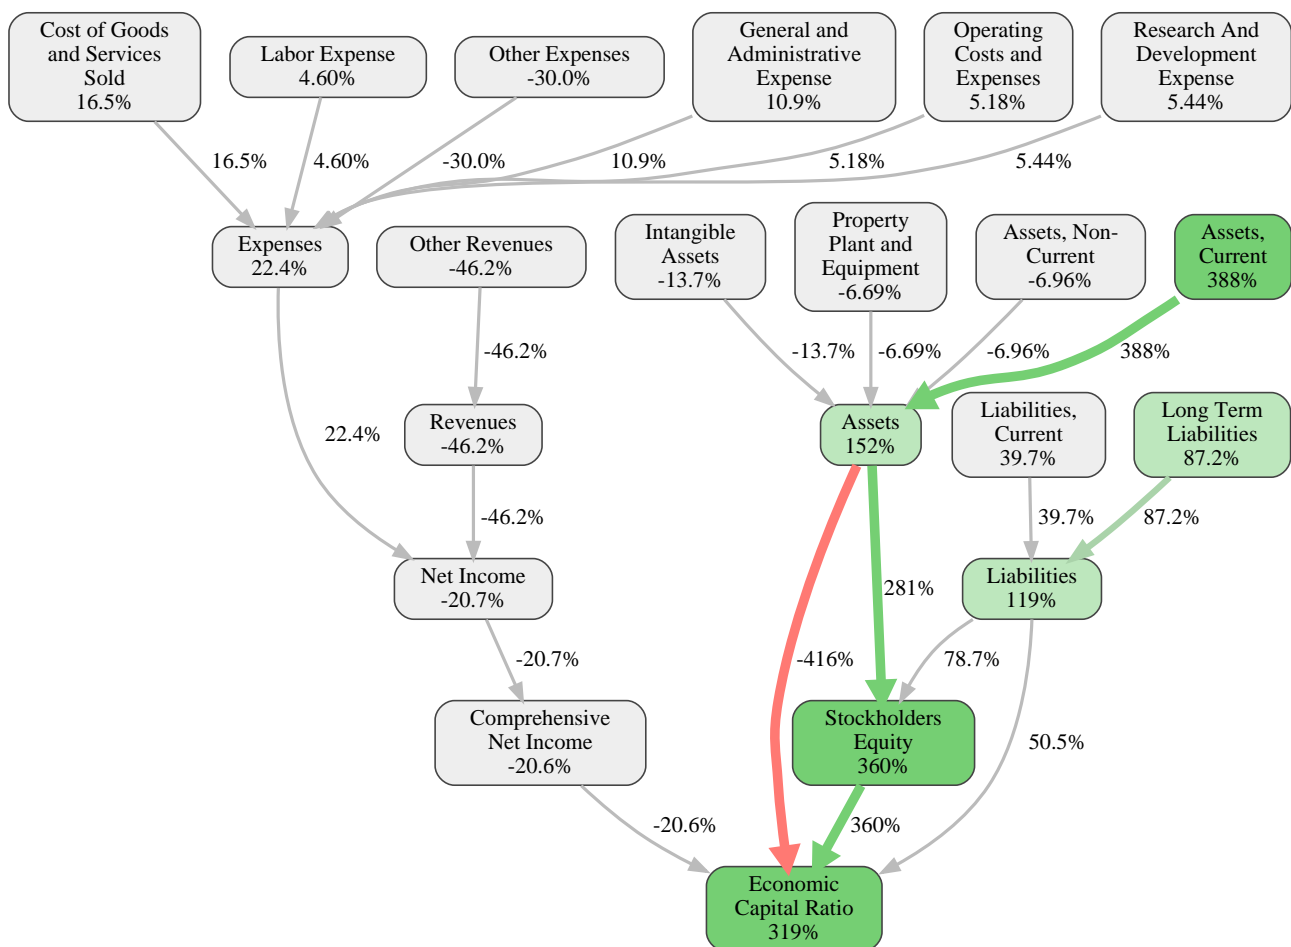 Cost of Goods
and Services
Sold
16.5%
Labor Expense
4.60%
Other Expenses
-30.0%
General and
Administrative
Expense
10.9%
Operating
Costs and
Expenses
5.18%
Research And
Development
Expense
5.44%
16.5%
4.60%
-30.0%
10.9%
5.18%
5.44%
Expenses
22.4%
Other Revenues
-46.2%
Intangible
Assets
-13.7%
Property
Plant and
Equipment
-6.69%
Assets, Non-
Current
-6.96%
Assets,
Current
388%
-46.2%
-13.7%
-6.69%
-6.96%
388%
22.4%
Revenues
-46.2%
Assets
152%
Liabilities,
Current
39.7%
Long Term
Liabilities
87.2%
-46.2%
39.7%
87.2%
Net Income
-20.7%
281%
Liabilities
119%
-20.7%
-416%
78.7%
Comprehensive
Net Income
-20.6%
Stockholders
Equity
360%
50.5%
-20.6%
360%
Economic
Capital Ratio
319%